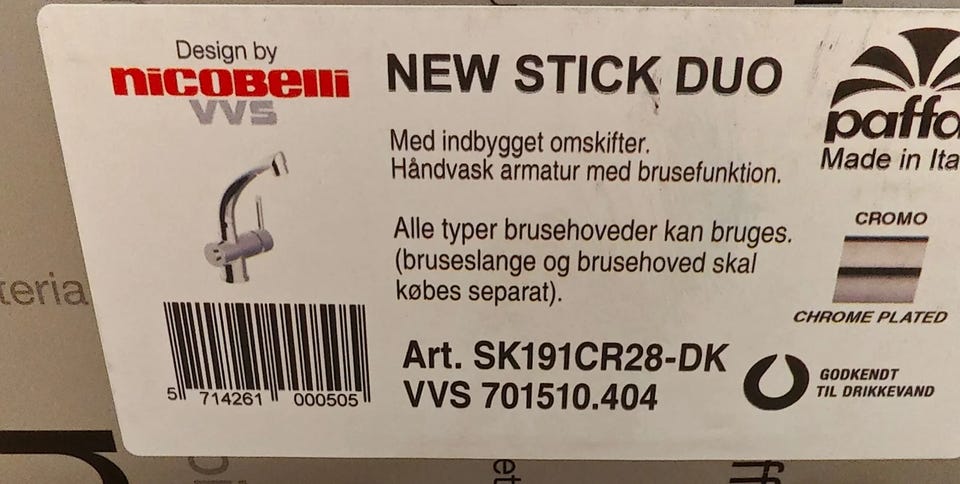 Design by
nicobelli
VVS
NEW STICK DUO
Med indbygget omskifter.
Håndvask armatur med brusefunktion.
Alle typer brusehoveder kan bruges.
(bruseslange og brusehoved skal
købes separat).
Art. SK191CR28-DK
VVS 701510.404
5 714261 000505
paffo
Made in Ita
CROMO
CHROME PLATED
GODKENDT
TIL DRIKKEVAND
teria
et